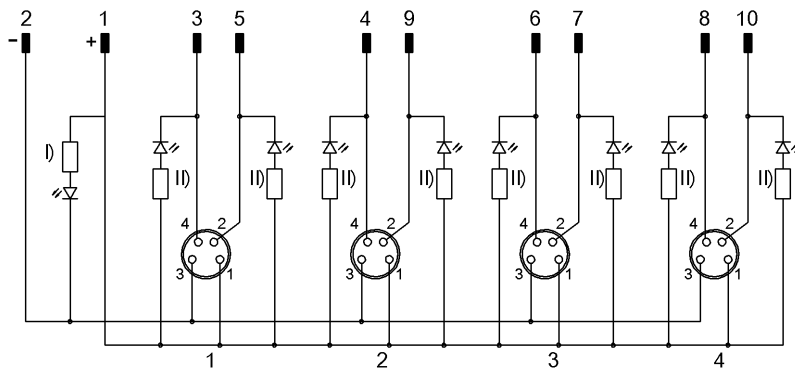 2 1 3 5 4 9 6 7 8 10
- +
I) II) II) II) II) II) II) II) II)
4 2 4 2 4 2 4 2
3 1 3 1 3 1 3 1
1 2 3 4